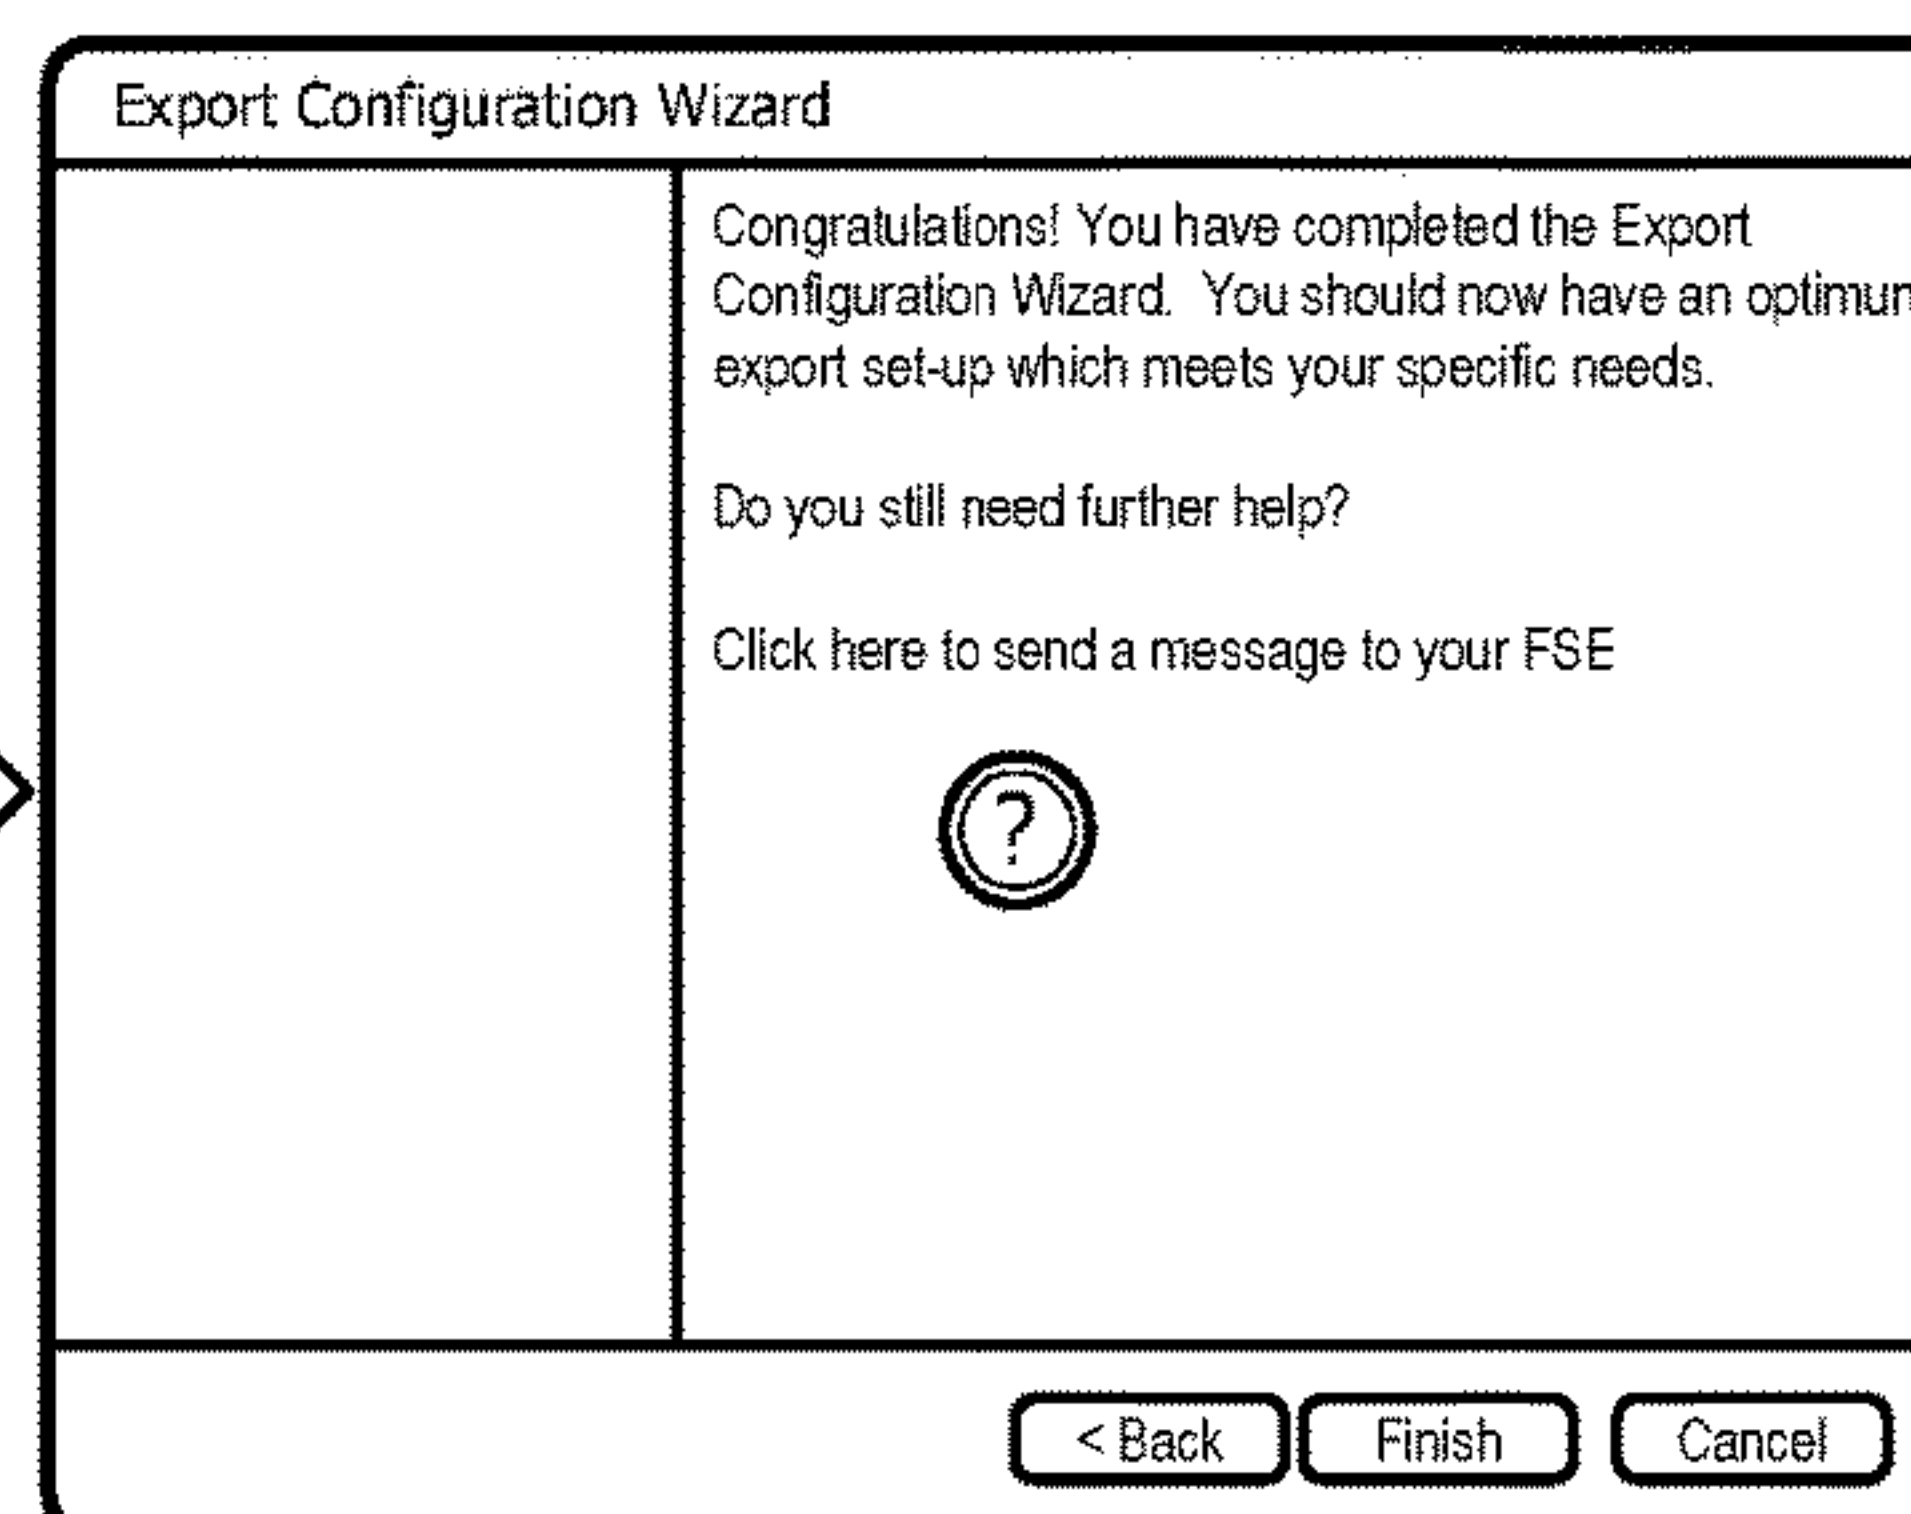 Export Configuration Wizard
Congratulations! You have completed the Export
Configuration Wizard. You should now have an
export set-up which meets your specific needs.
Do you still need further help?
Click here to send a message to your FSE
?
< Back
Finish
Cancel